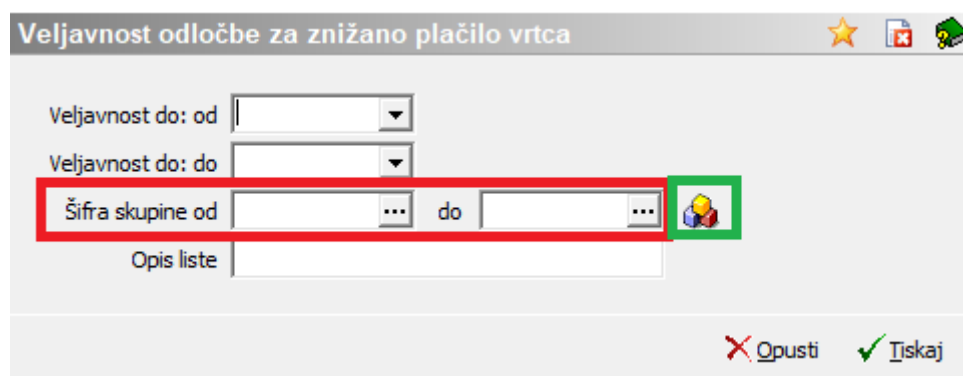 Veljavnost odločbe za znižano plačilo vrtca
Veljavnost do: od
Veljavnost do: do
Šifra skupine od ... do ...
Opis liste
Opusti Tiskaj